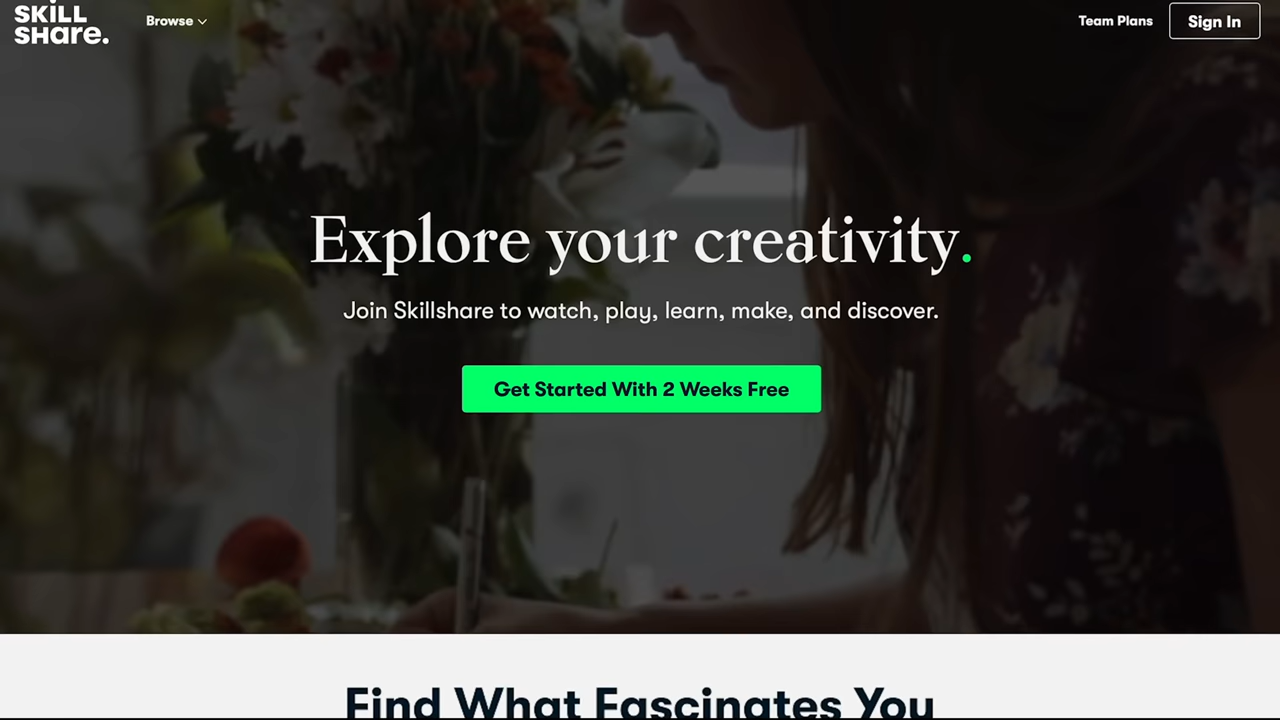 SKiLL
SHare.
Browse
Team Plans
Sign In
Explore your creativity.
Join Skillshare to watch, play, learn, make, and discover.
Get Started With 2 Weeks Free
Find What Fascinates You